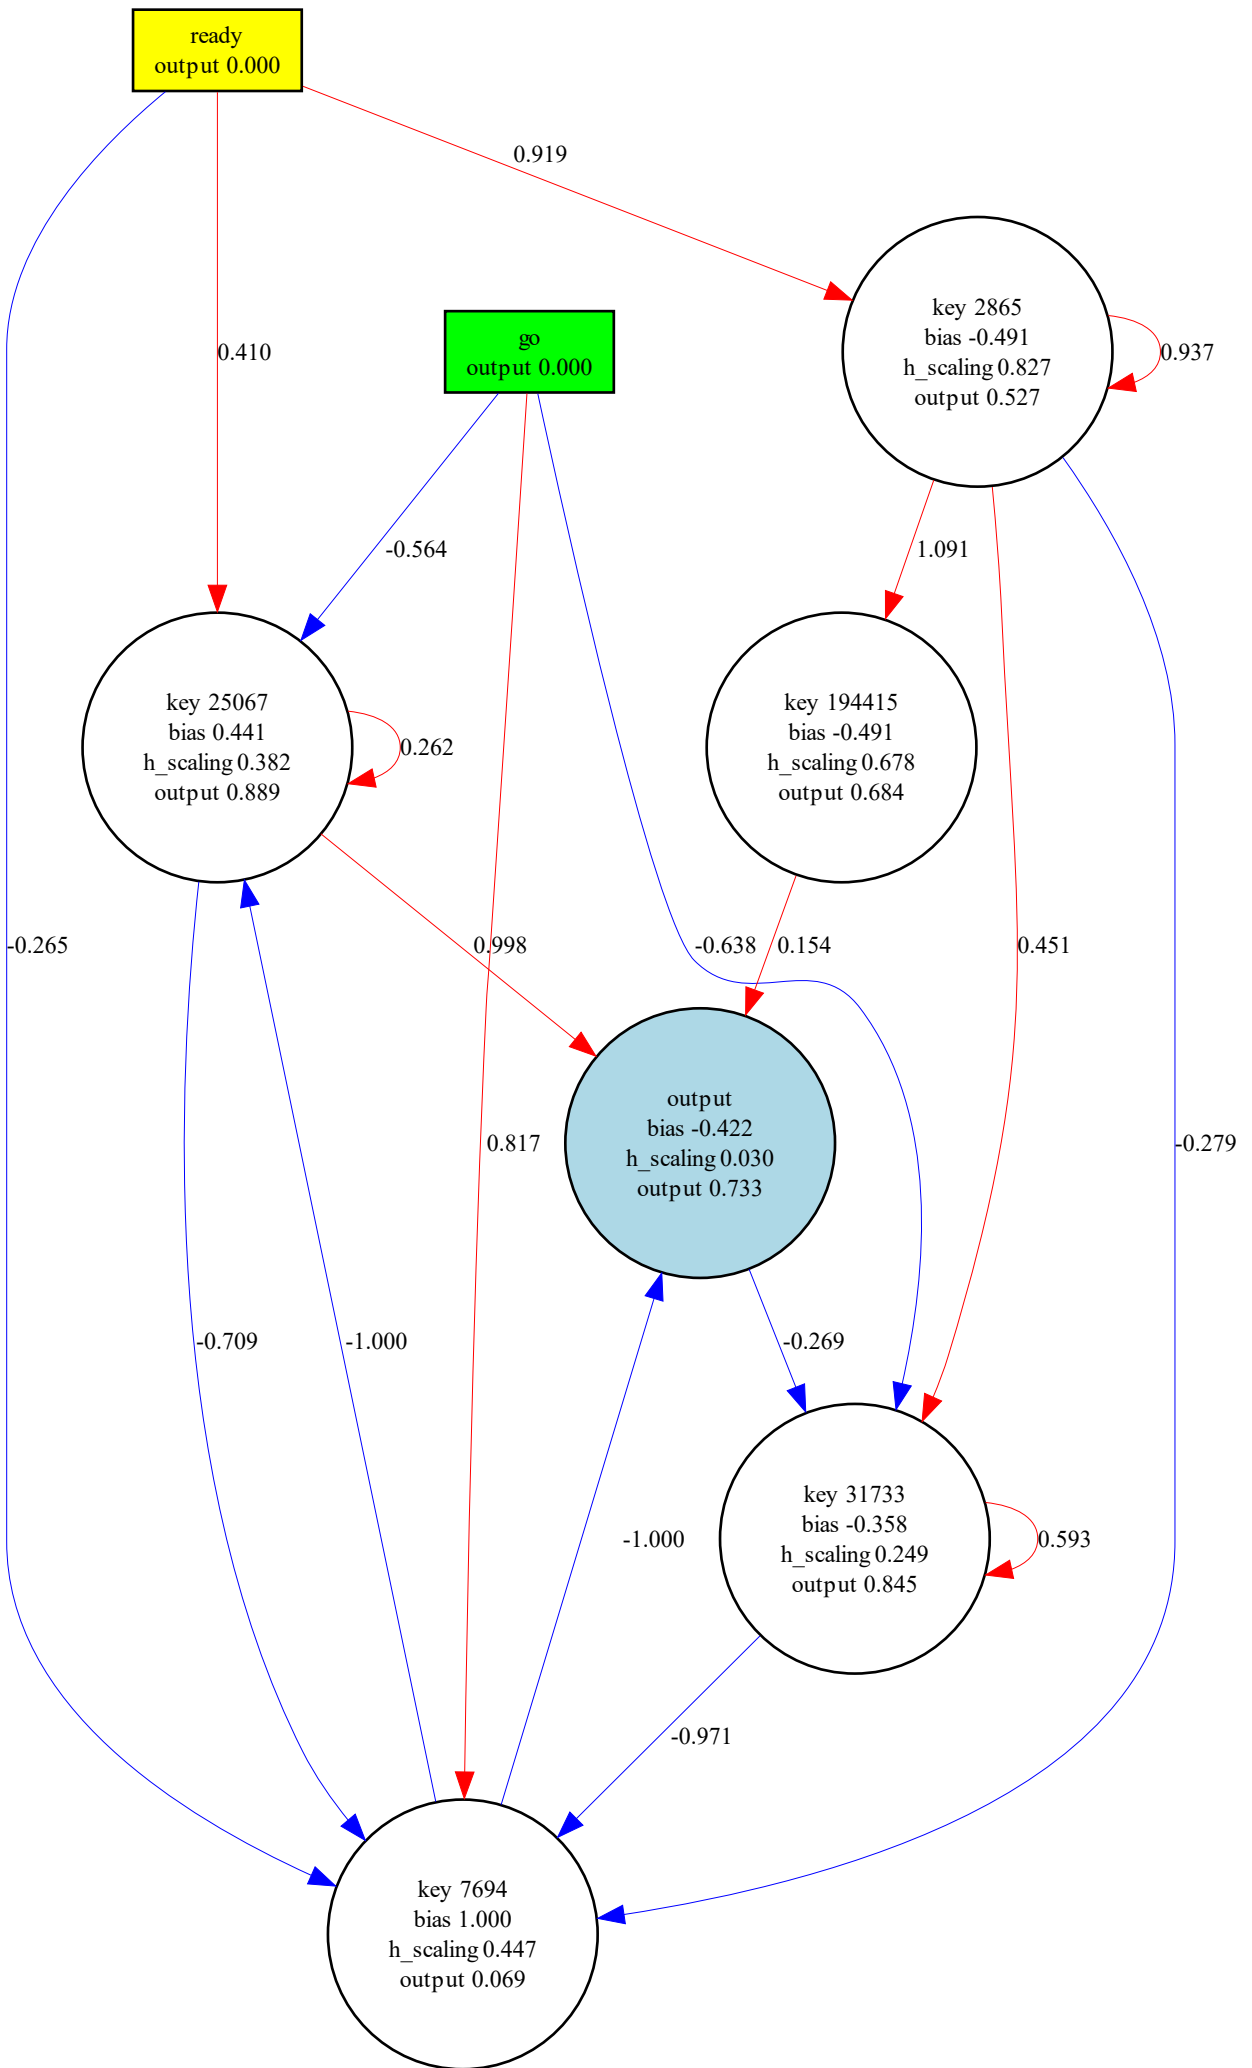 ready
output 0.000
0.919
key 2865
bias -0.491
h_scaling 0.827
output 0.527
0.937
go
output 0.000
0.410
-0.564
1.091
key 25067
bias 0.441
h_scaling 0.382
output 0.889
0.262
key 194415
bias -0.491
h_scaling 0.678
output 0.684
-0.265
0.998
-0.638
0.154
0.451
output
bias -0.422
h_scaling 0.030
output 0.733
0.817
-0.279
-0.709
-1.000
-0.269
-1.000
key 31733
bias -0.358
h_scaling 0.249
output 0.845
0.593
-0.971
key 7694
bias 1.000
h_scaling 0.447
output 0.069